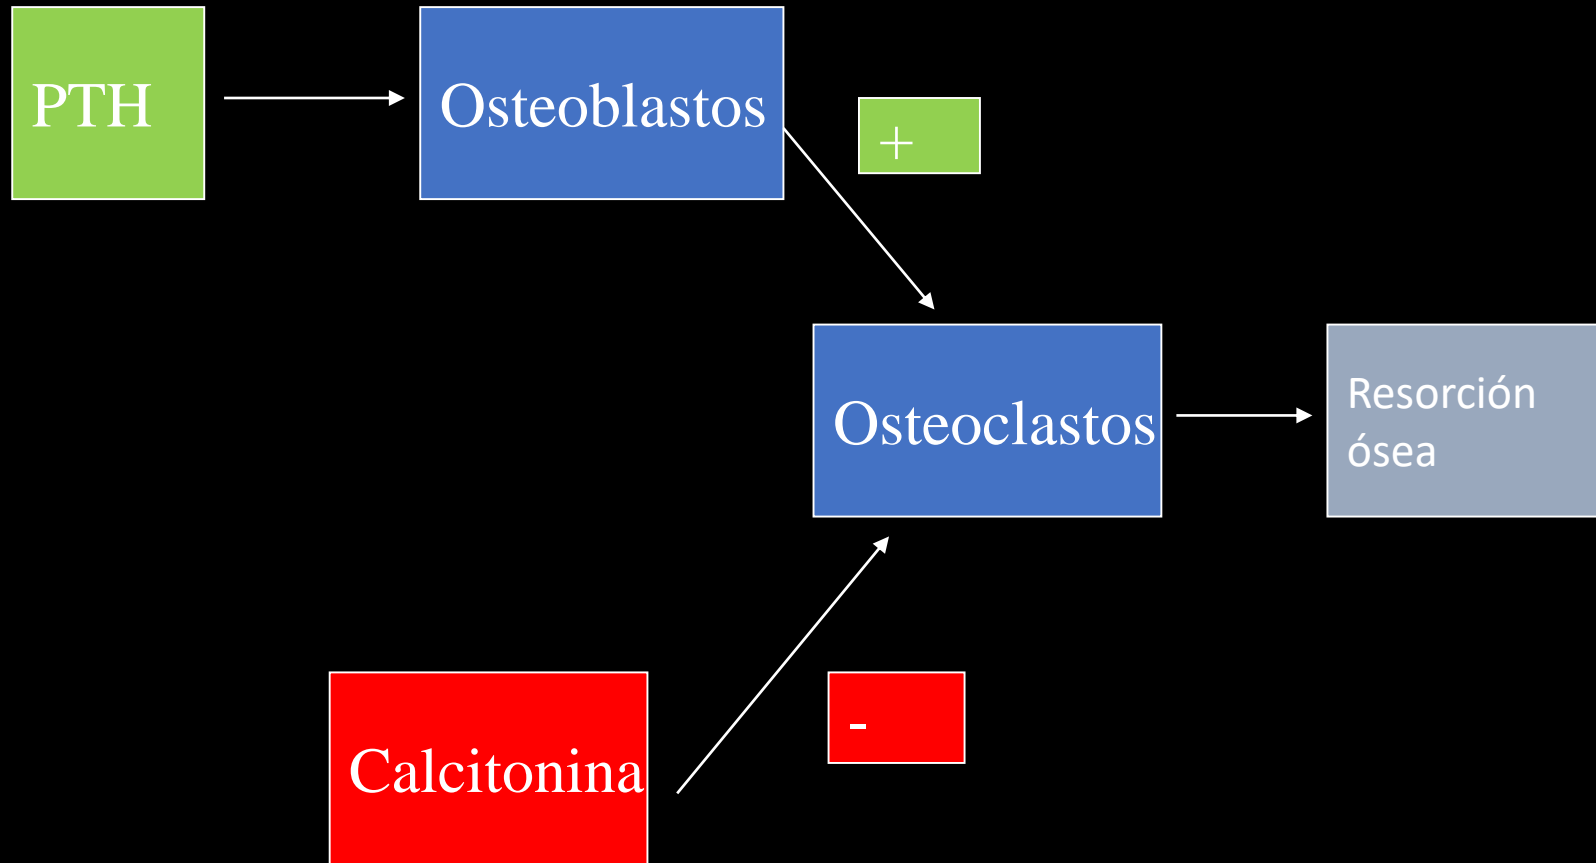 PTH
Osteoblastos
+
Osteoclastos
Resorción
ósea
-
Calcitonina